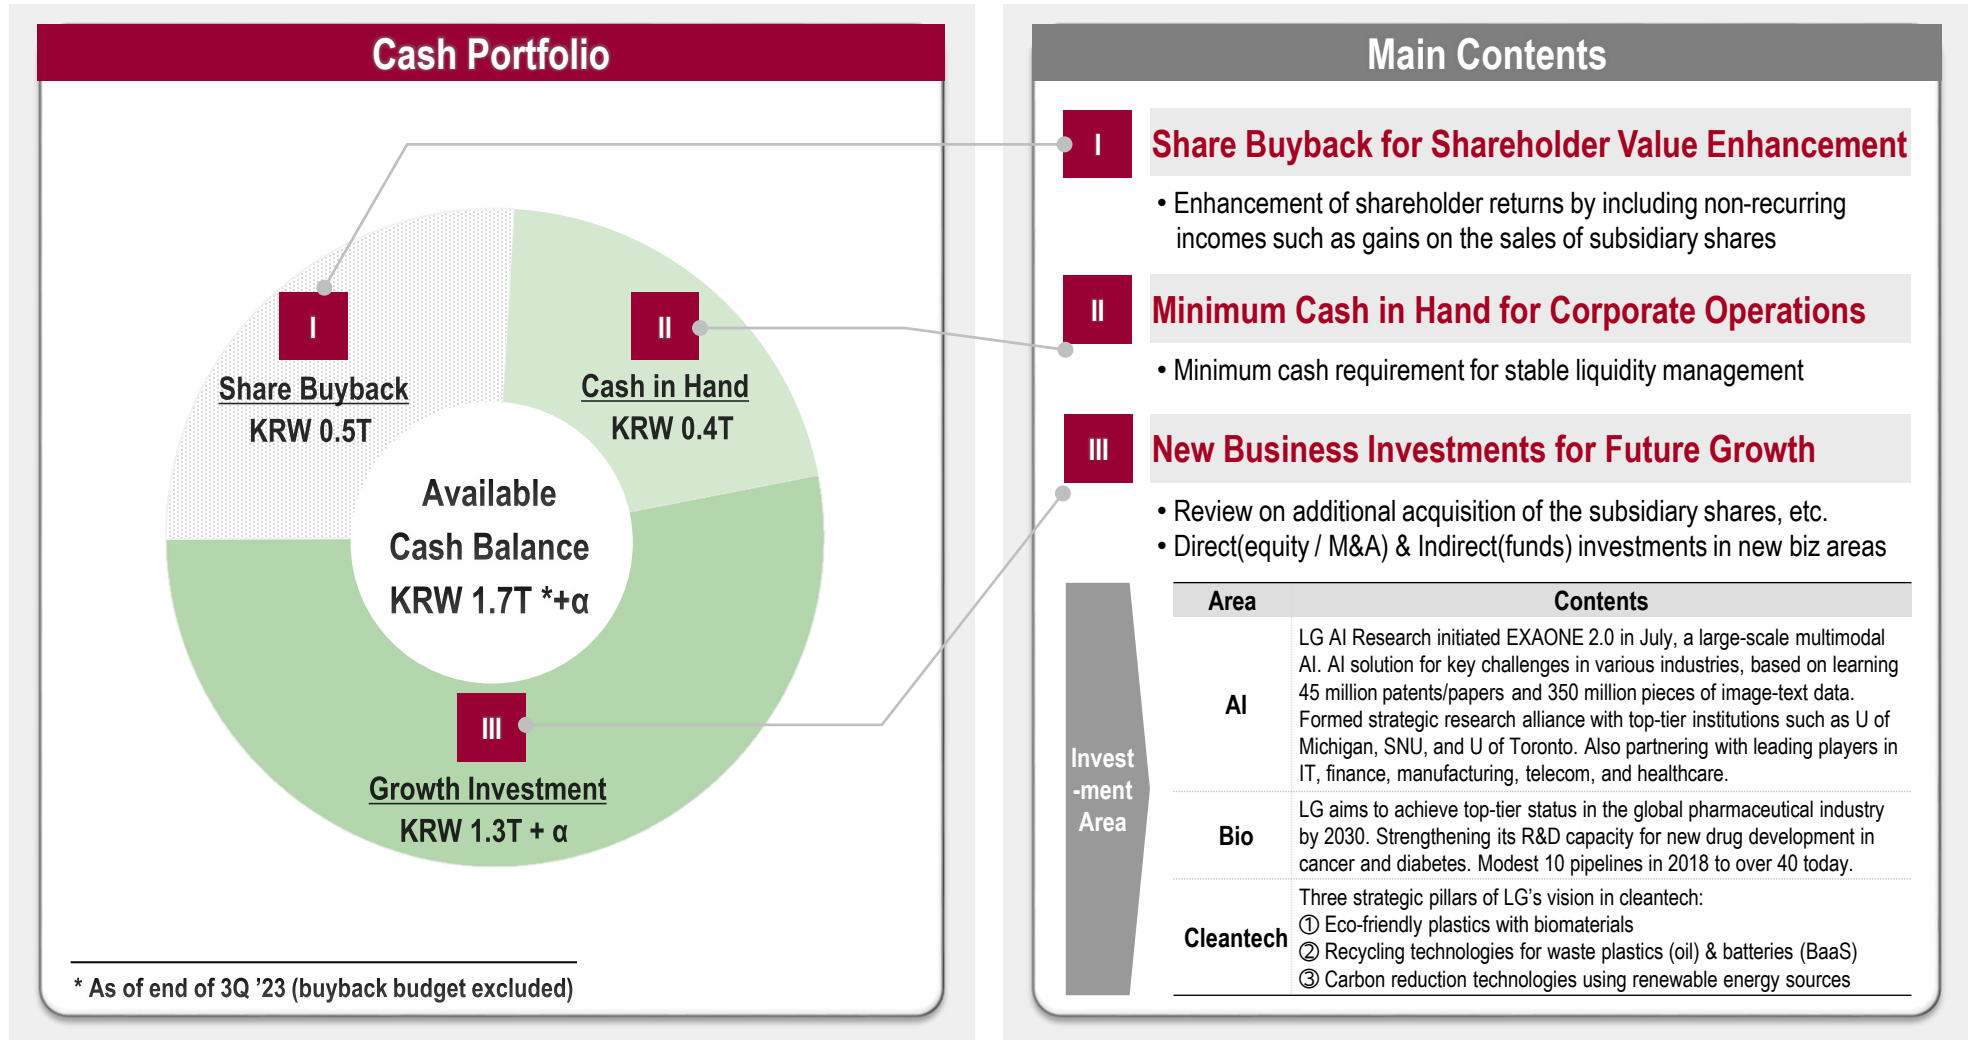 Cash Portfolio
I
Share Buyback
KRW 0.5T
II
Cash in Hand
KRW 0.4T
Available
Cash Balance
KRW 1.7T *+α
III
Growth Investment
KRW 1.3T + α
* As of end of 3Q ’23 (buyback budget excluded)
Main Contents
I
Share Buyback for Shareholder Value Enhancement
• Enhancement of shareholder returns by including non-recurring
incomes such as gains on the sales of subsidiary shares
II
Minimum Cash in Hand for Corporate Operations
• Minimum cash requirement for stable liquidity management
III
New Business Investments for Future Growth
• Review on additional acquisition of the subsidiary shares, etc.
• Direct(equity / M&A) & Indirect(funds) investments in new biz areas
Invest
-ment
Area
Area Contents
AI
LG AI Research initiated EXAONE 2.0 in July, a large-scale multimodal
AI. AI solution for key challenges in various industries, based on learning
45 million patents/papers and 350 million pieces of image-text data.
Formed strategic research alliance with top-tier institutions such as U of
Michigan, SNU, and U of Toronto. Also partnering with leading players in
IT, finance, manufacturing, telecom, and healthcare.
Bio
LG aims to achieve top-tier status in the global pharmaceutical industry
by 2030. Strengthening its R&D capacity for new drug development in
cancer and diabetes. Modest 10 pipelines in 2018 to over 40 today.
Cleantech
Three strategic pillars of LG’s vision in cleantech:
① Eco-friendly plastics with biomaterials
② Recycling technologies for waste plastics (oil) & batteries (BaaS)
③ Carbon reduction technologies using renewable energy sources